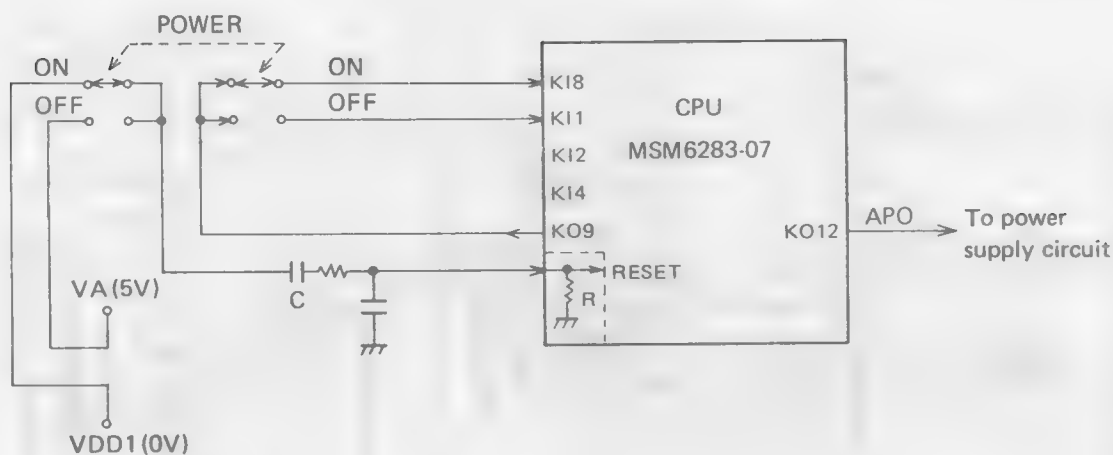 POWER
ON
OFF
ON
OFF
KI8
KI1
KI2
KI4
KO9
CPU
MSM6283-07
KO12
APO
To power
supply circuit
RESET
R
C
VA (5V)
VDD1 (0V)